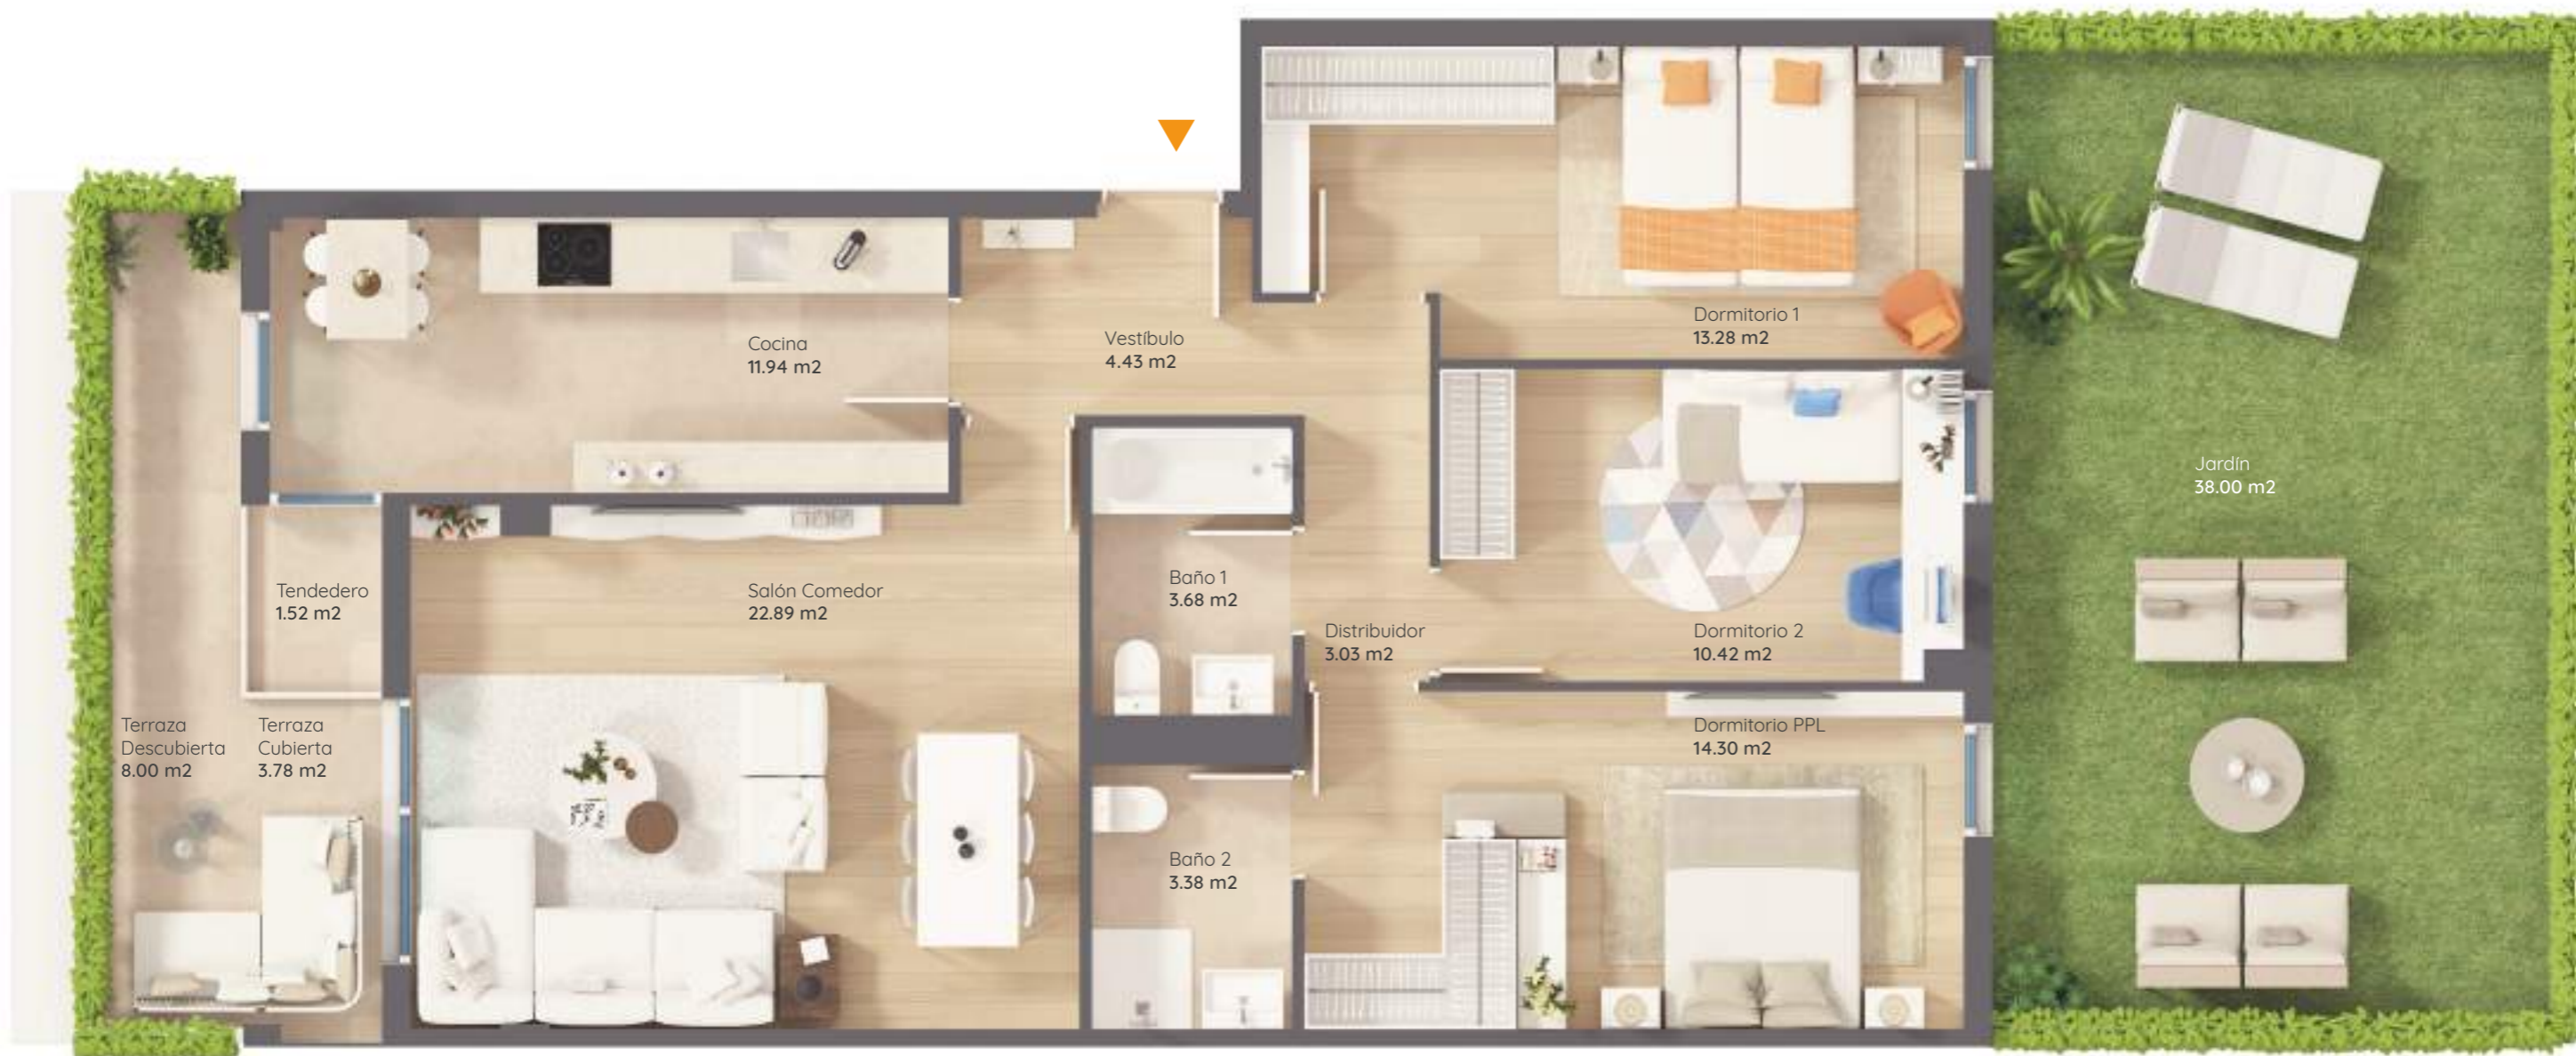 Cocina
11.94 m2
Vestíbulo
4.43 m2
Dormitorio 1
13.28 m2
Jardín
38.00 m2
Tendedero
1.52 m2
Salón Comedor
22.89 m2
Baño 1
3.68 m2
Distribuidor
3.03 m2
Dormitorio 2
10.42 m2
Terraza
Descubierta
8.00 m2
Terraza
Cubierta
3.78 m2
Dormitorio PPL
14.30 m2
Baño 2
3.38 m2